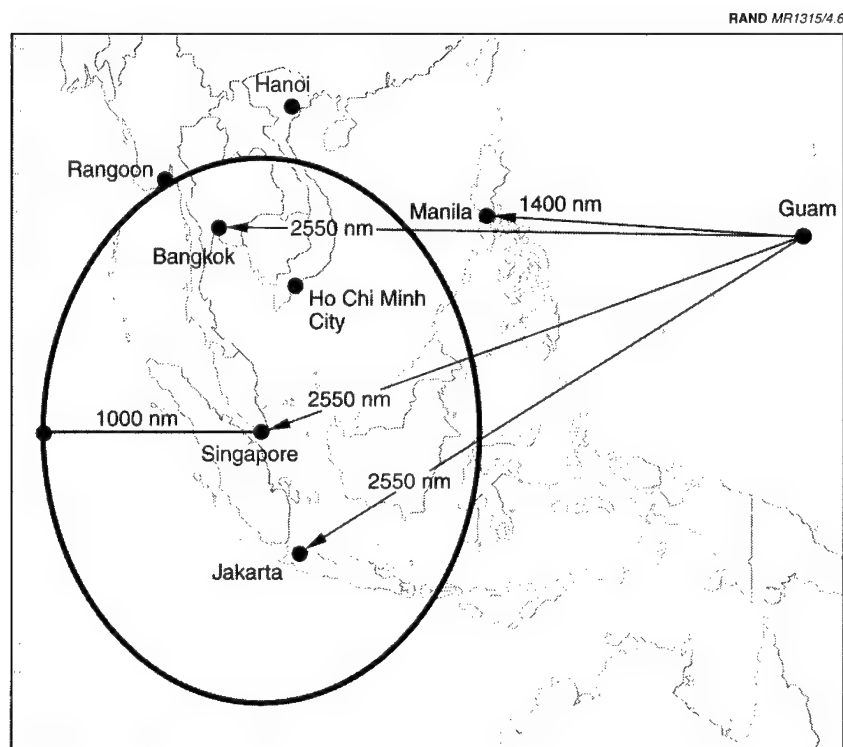 RAND MR1315/4.6
Hanoi
Rangoon
Manila
1400 nm
Guam
2550 nm
Bangkok
Ho Chi Minh
City
2550 nm
1000 nm
Singapore
2550 nm
Jakarta